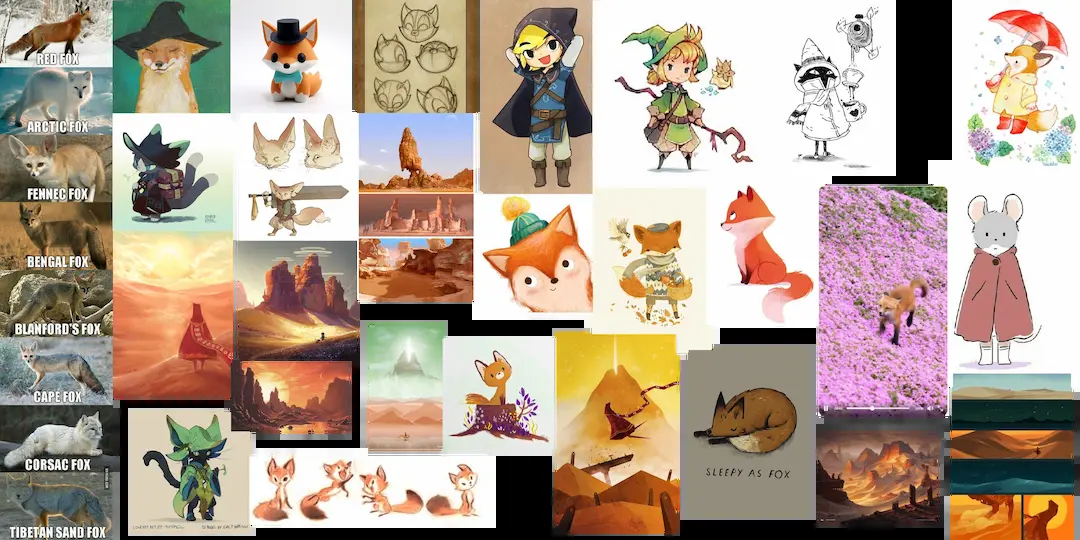 RED FOX
ARCTIC FOX
FENNEC FOX
BENGAL FOX
BLANFORD'S FOX
CAPE FOX
CORSAC FOX
TIBETAN SAND FOX
SLEEPY AS FOX